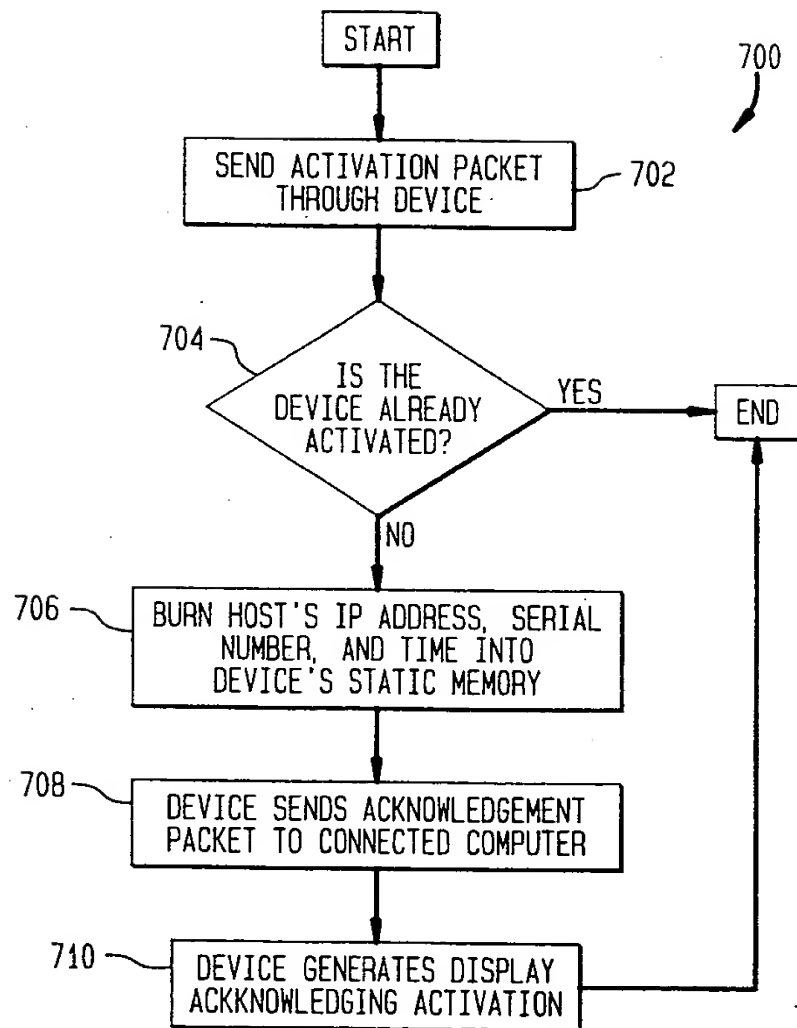 START
700
SEND ACTIVATION PACKET
THROUGH DEVICE
702
704
IS THE
DEVICE ALREADY
ACTIVATED?
YES
END
NO
706
BURN HOST'S IP ADDRESS, SERIAL
NUMBER, AND TIME INTO
DEVICE'S STATIC MEMORY
708
DEVICE SENDS ACKNOWLEDGEMENT
PACKET TO CONNECTED COMPUTER
710
DEVICE GENERATES DISPLAY
ACKKNOWLEDGING ACTIVATION